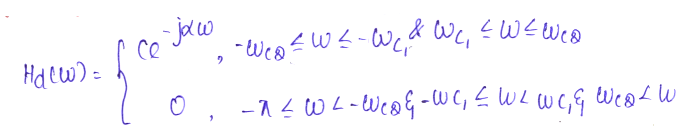 Hd(ω) = { Ce^-jαω , -ωc2 ≤ ω ≤ -ωc1 & ωc1 ≤ ω ≤ ωc2
0 , -π ≤ ω < -ωc2 & -ωc1 ≤ ω < ωc1 & ωc2 < ω